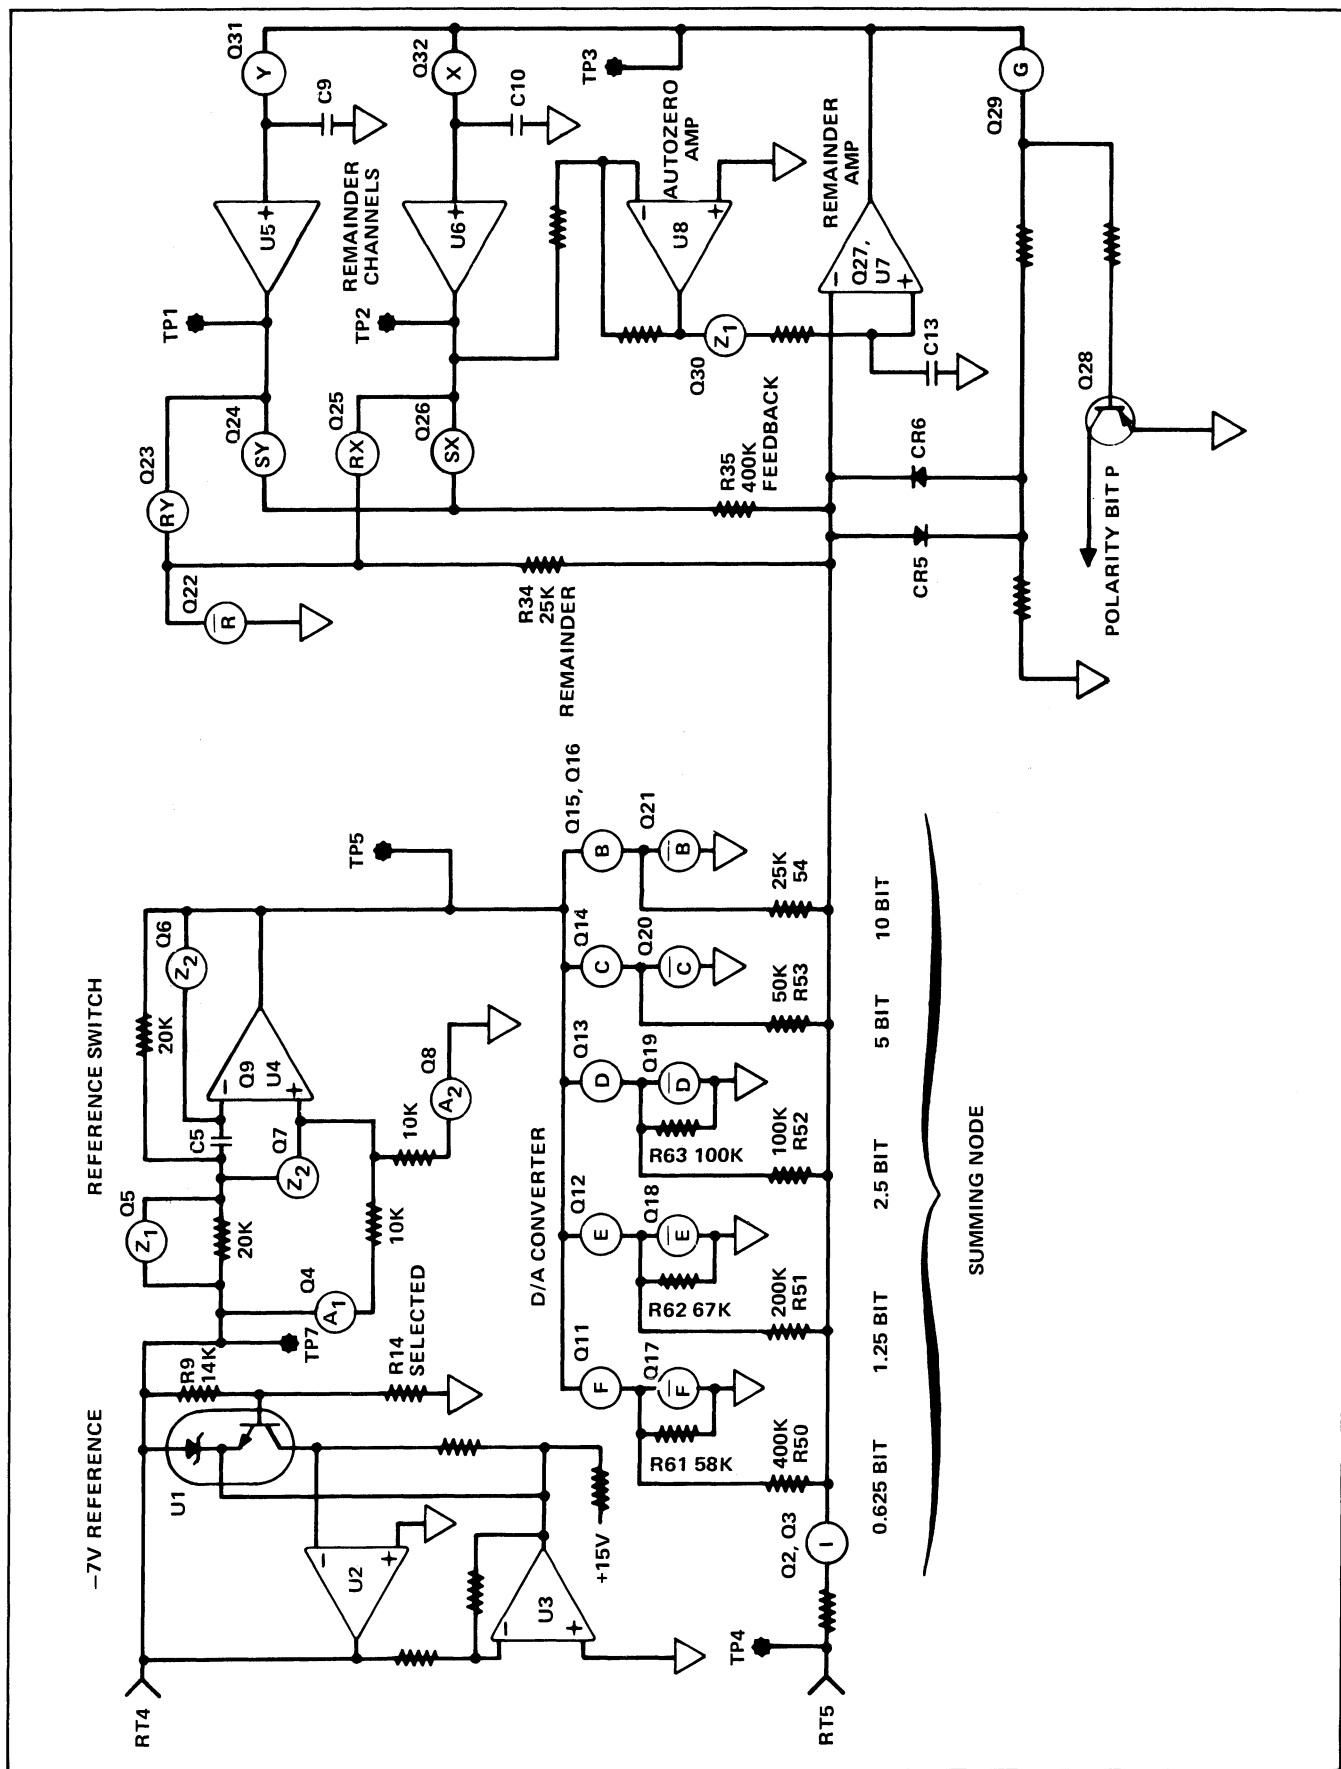 −7V REFERENCE
REFERENCE SWITCH
RT4
U1
R9
14K
TP7
R14
SELECTED
U2
−
+
U3
−
+
+15V
Q5
Z1
20K
Q4
A1
10K
C5
Q7
Z2
20K
Q6
Z2
−
Q9
U4
+
10K
Q8
A2
TP5
D/A CONVERTER
Q11
F
Q17
F
R61 58K
400K
R50
Q12
E
Q18
E
R62 67K
200K
R51
Q13
D
Q19
D
R63 100K
100K
R52
Q14
C
Q20
C
50K
R53
Q15, Q16
B
Q21
B
25K
54
TP4
RT5
Q2, Q3
I
0.625 BIT
1.25 BIT
2.5 BIT
5 BIT
10 BIT
SUMMING NODE
Q22
R
Q23
RY
Q24
SY
TP1
U5
+
Q31
Y
C9
REMAINDER
CHANNELS
Q25
RX
Q26
SX
TP2
U6
+
Q32
X
C10
R34
25K
REMAINDER
R35
400K
FEEDBACK
Q30
Z1
U8
−
+
AUTOZERO
AMP
TP3
REMAINDER
AMP
−
Q27,
U7
+
C13
CR5
CR6
Q28
POLARITY BIT P
Q29
G